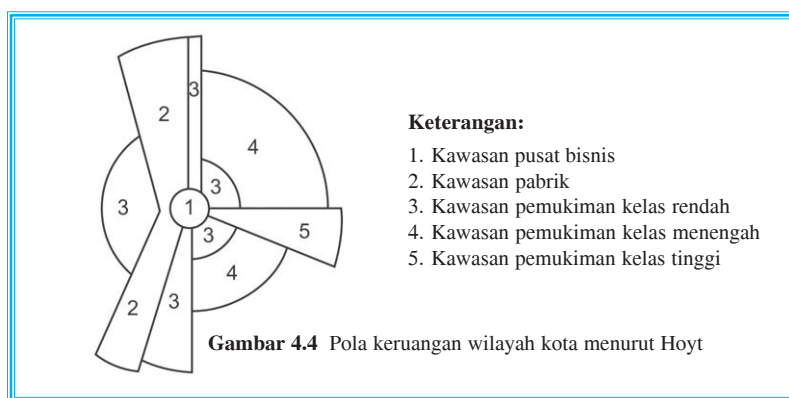 3
2
4
3
3
1
3
5
4
2
3
Keterangan:
1. Kawasan pusat bisnis
2. Kawasan pabrik
3. Kawasan pemukiman kelas rendah
4. Kawasan pemukiman kelas menengah
5. Kawasan pemukiman kelas tinggi
Gambar 4.4 Pola keruangan wilayah kota menurut Hoyt